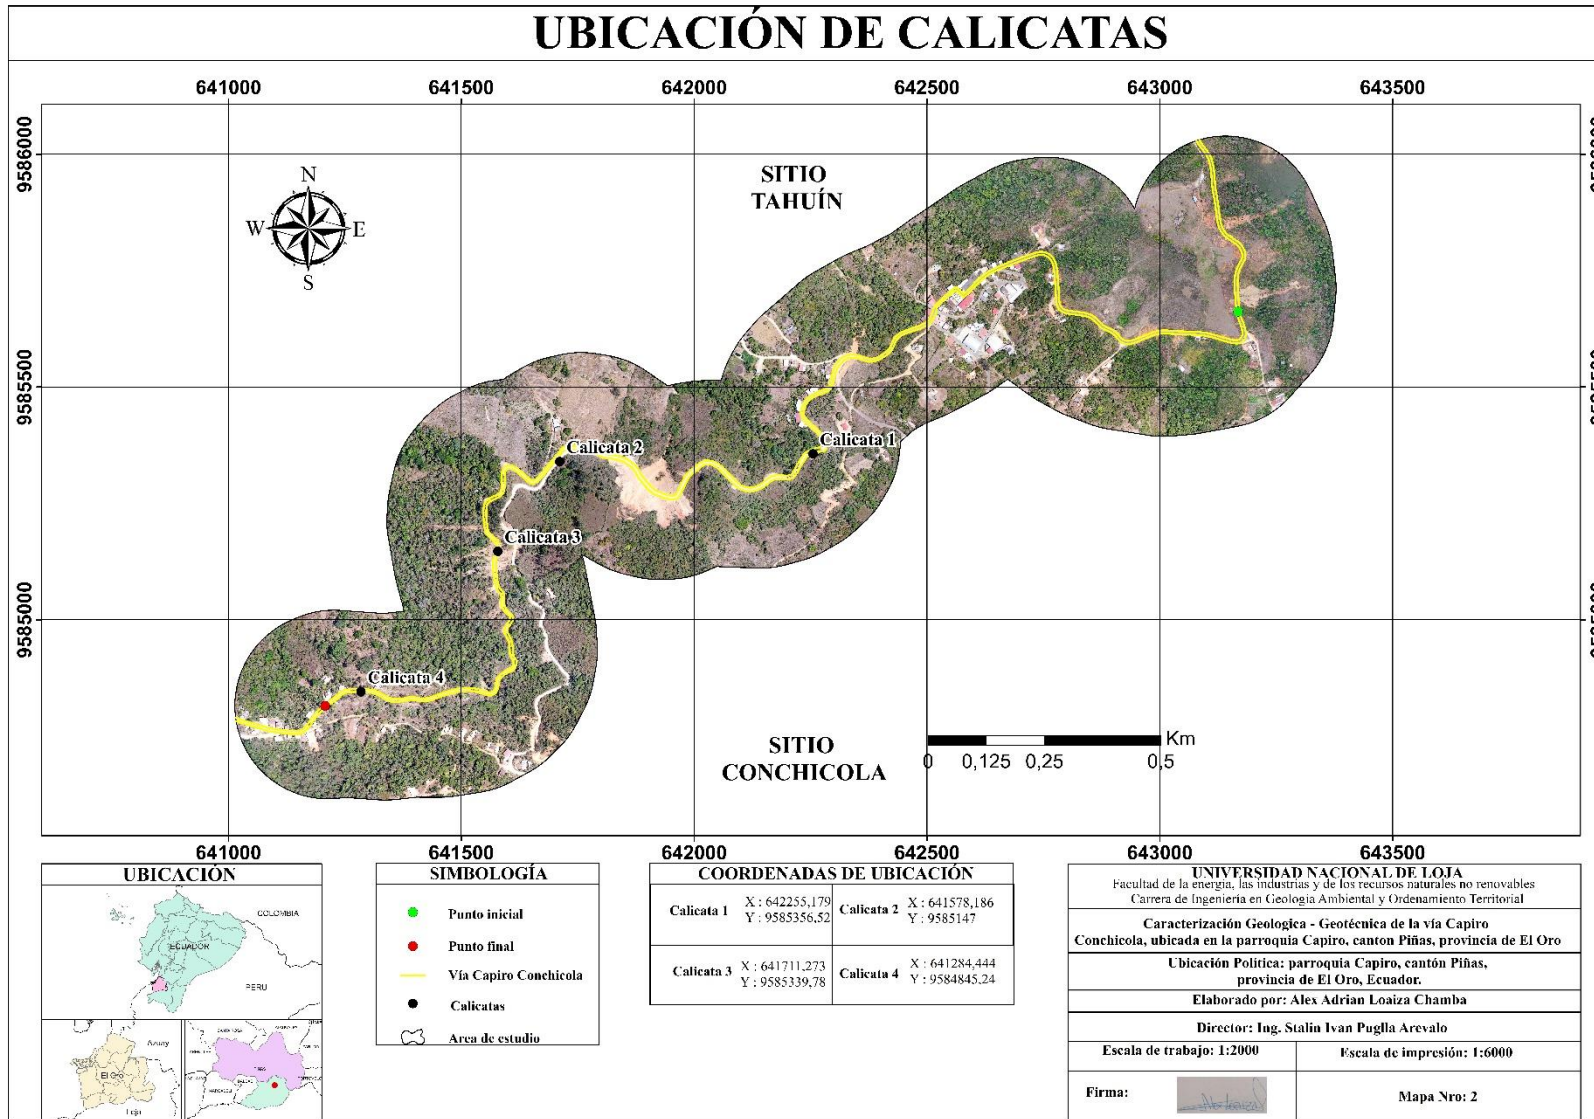 UBICACIÓN DE CALICATAS
641000 641500 642000 642500 643000 643500
9586000
9585500
9585000
N
W E
S
SITIO
TAHUÍN
Calicata 1
Calicata 2
Calicata 3
Calicata 4
SITIO
CONCHICOLA
Km
0 0,125 0,25 0,5
641000 641500 642000 642500 643000 643500
UBICACIÓN
COLOMBIA
ECUADOR
PERU
Azuay
El Oro
Loja
SIMBOLOGÍA
Punto inicial
Punto final
Vía Capiro Conchicola
Calicatas
Area de estudio
COORDENADAS DE UBICACIÓN
Calicata 1 X : 642255,179
Y : 9585356,52
Calicata 2 X : 641578,186
Y : 9585147
Calicata 3 X : 641711,273
Y : 9585339,78
Calicata 4 X : 641284,444
Y : 9584845,24
UNIVERSIDAD NACIONAL DE LOJA
Facultad de la energia, las industrias y de los recursos naturales no renovables
Carrera de Ingenieria en Geologia Ambiental y Ordenamiento Territorial
Caracterización Geologica - Geotécnica de la vía Capiro
Conchicola, ubicada en la parroquia Capiro, canton Piñas, provincia de El Oro
Ubicación Politica: parroquia Capiro, cantón Piñas,
provincia de El Oro, Ecuador.
Elaborado por: Alex Adrian Loaiza Chamba
Director: Ing. Stalin Ivan Puglla Arevalo
Escala de trabajo: 1:2000
Escala de impresión: 1:6000
Firma:
Mapa Nro: 2